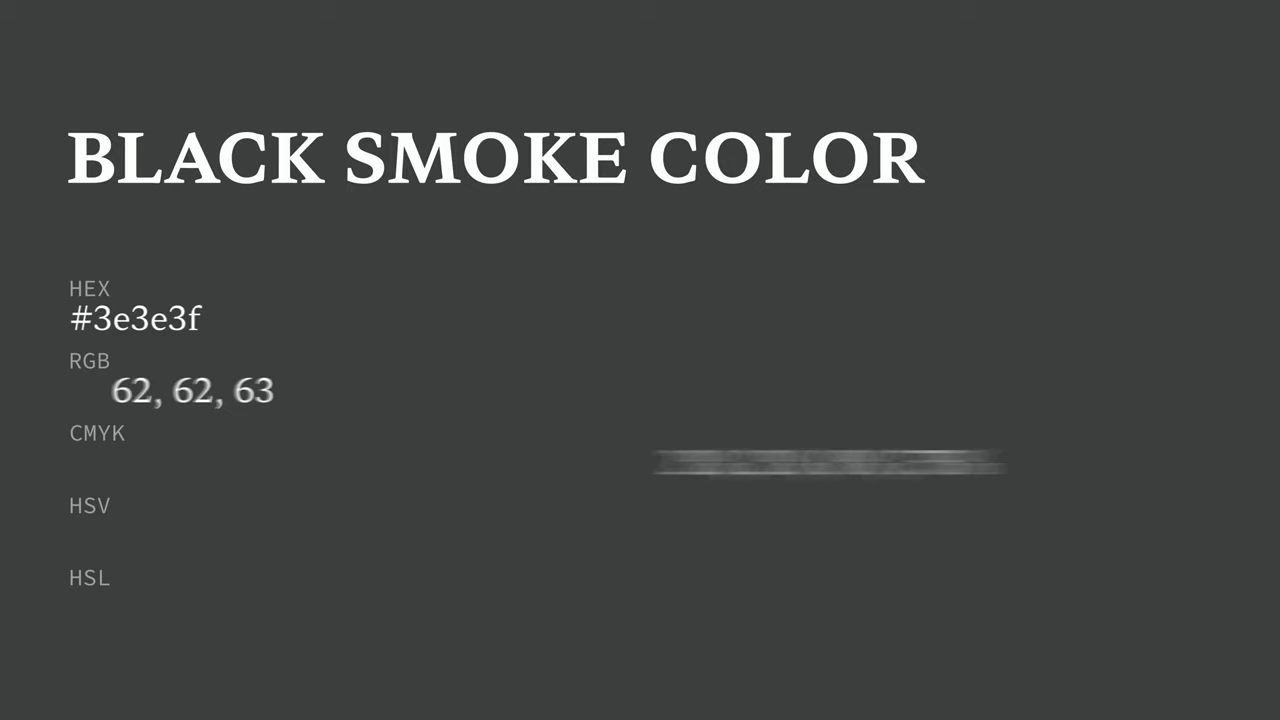 BLACK SMOKE COLOR
HEX
#3e3e3f
RGB
62, 62, 63
CMYK
HSV
HSL